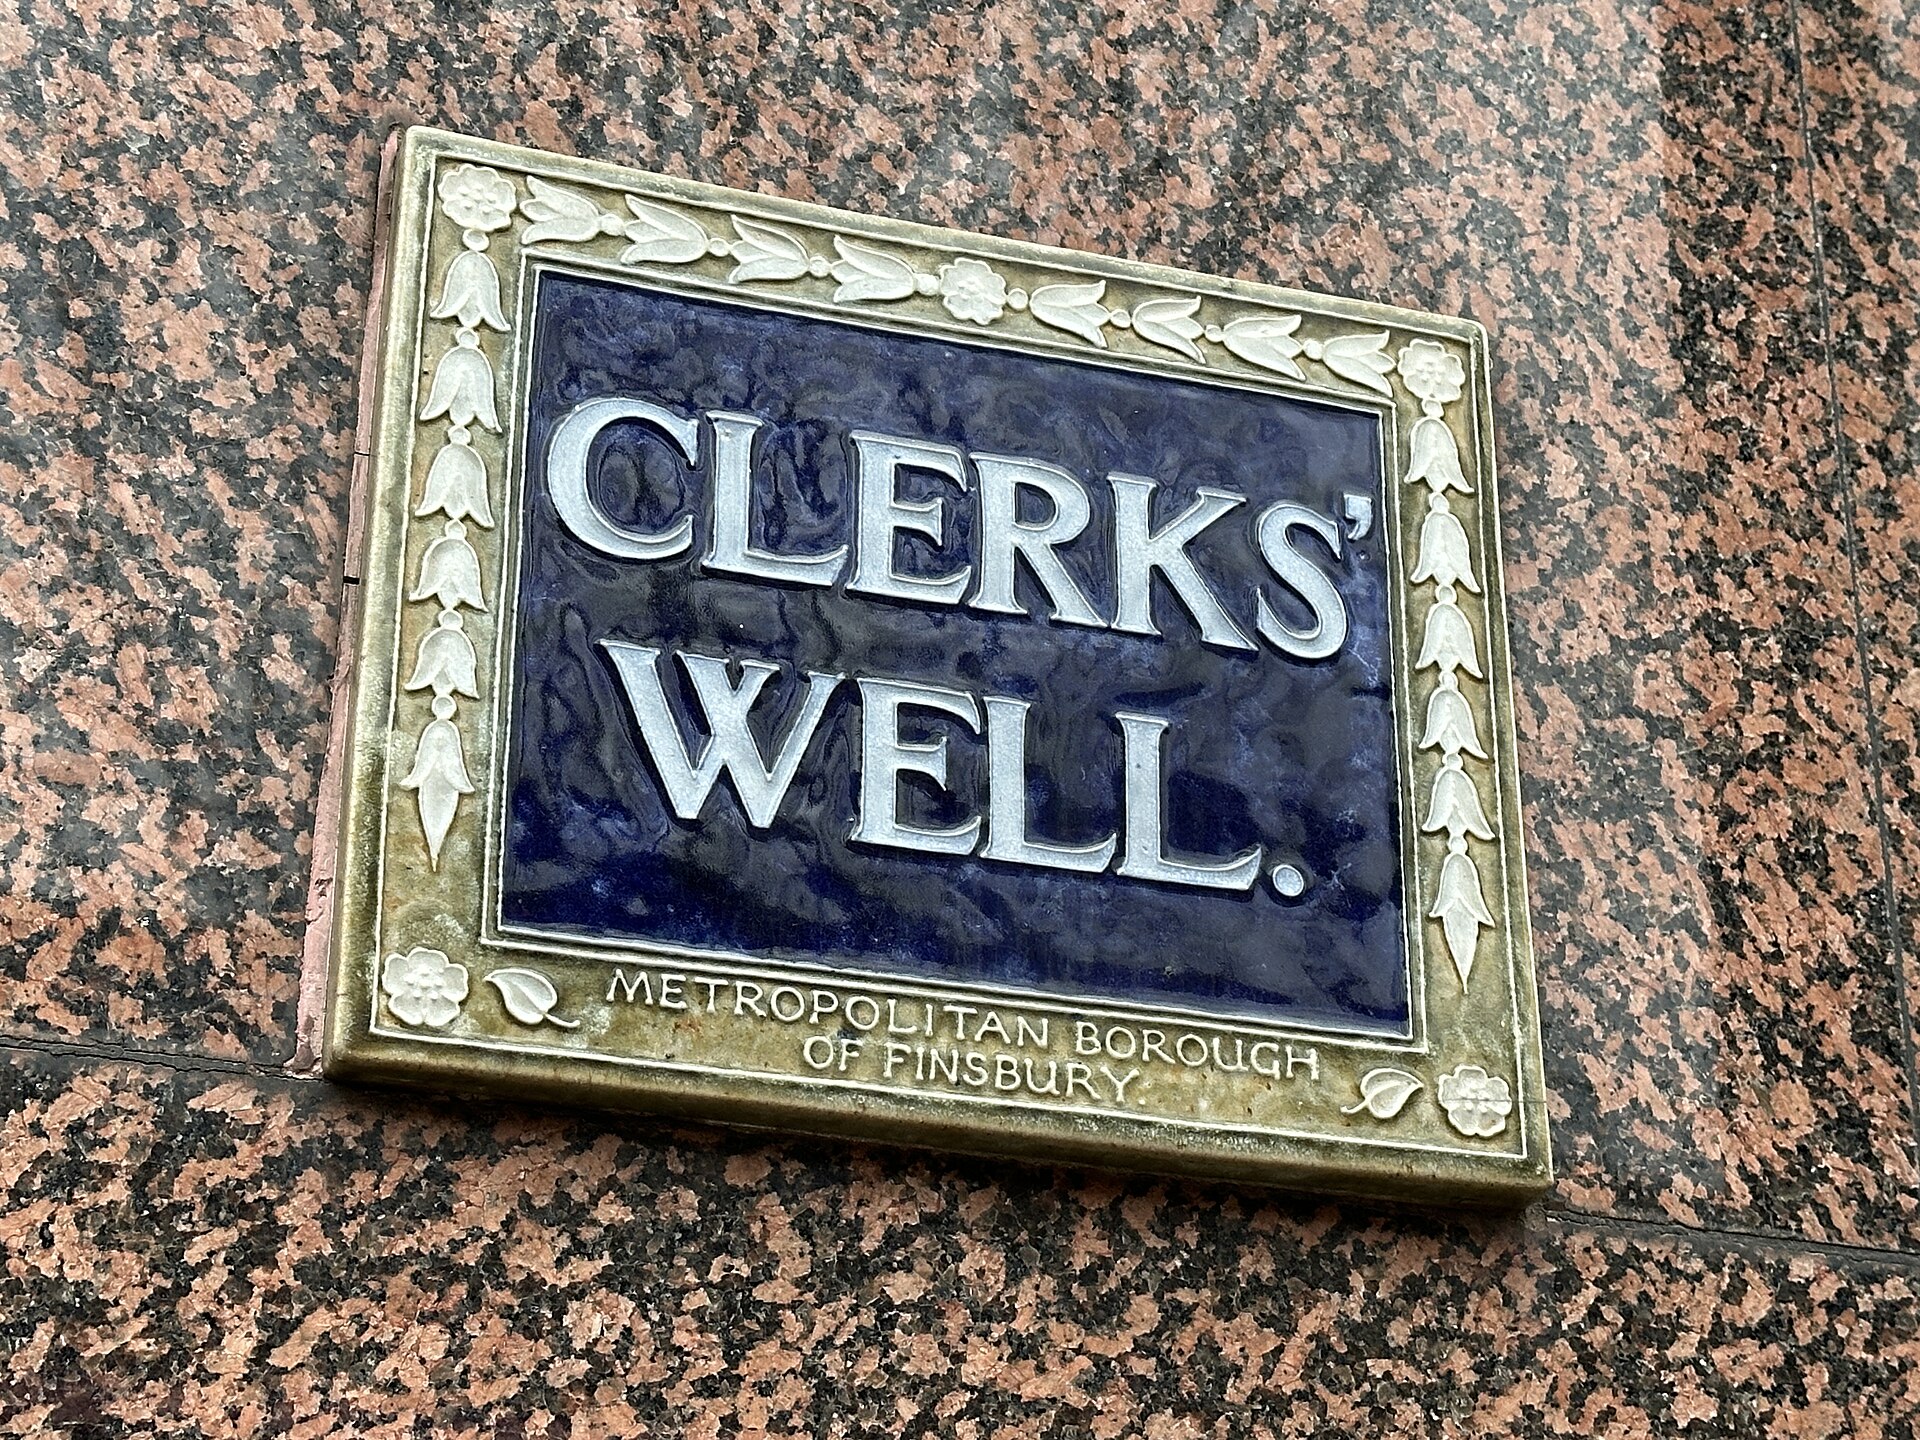 CLERKS'
WELL.
METROPOLITAN BOROUGH
OF FINSBURY.